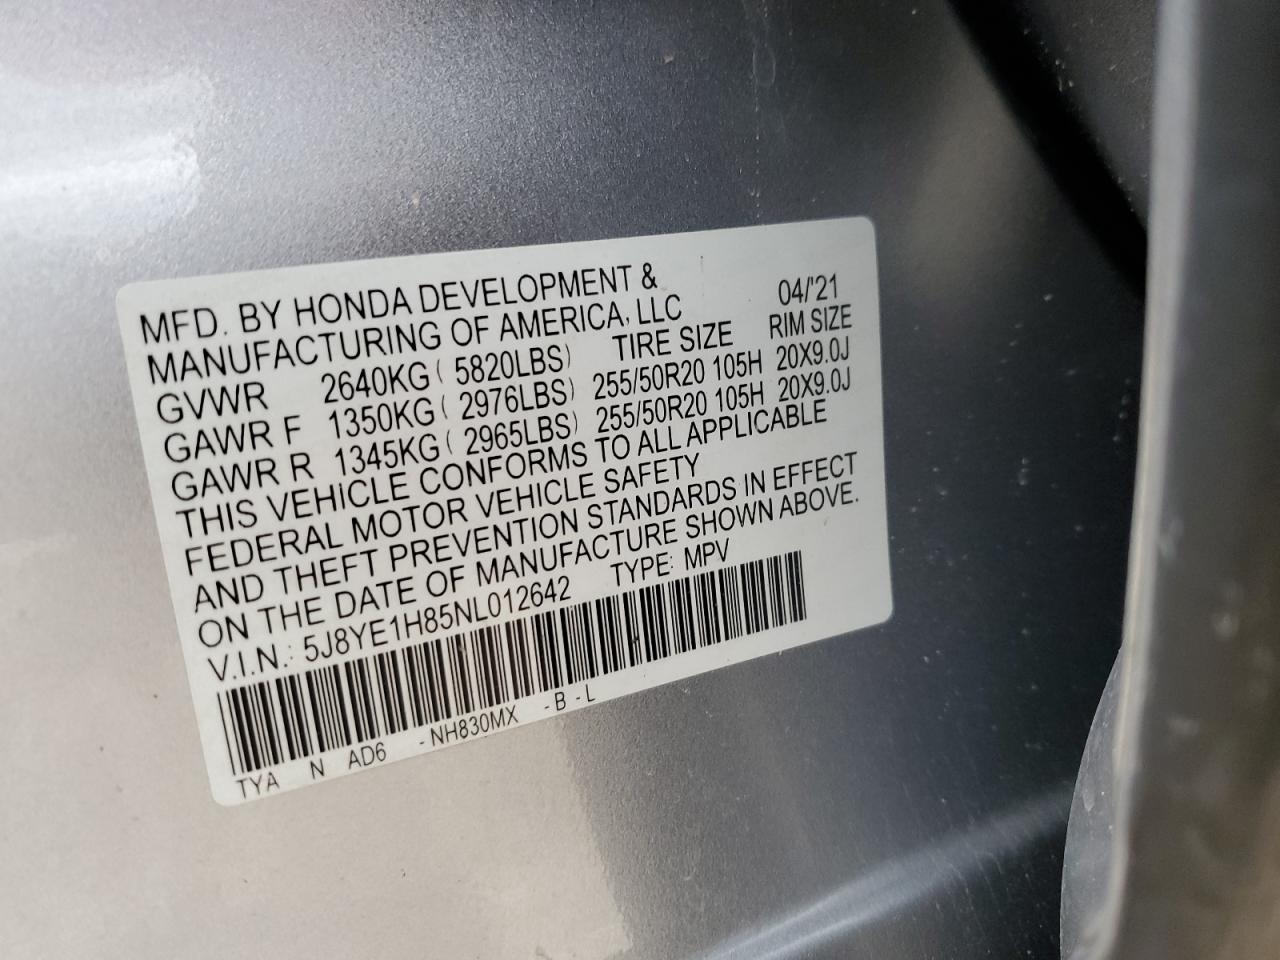 MFD. BY HONDA DEVELOPMENT &
MANUFACTURING OF AMERICA, LLC 04/'21
GVWR 2640KG ( 5820LBS) TIRE SIZE RIM SIZE
GAWR F 1350KG ( 2976LBS) 255/50R20 105H 20X9.0J
GAWR R 1345KG ( 2965LBS) 255/50R20 105H 20X9.0J
THIS VEHICLE CONFORMS TO ALL APPLICABLE
FEDERAL MOTOR VEHICLE SAFETY
AND THEFT PREVENTION STANDARDS IN EFFECT
ON THE DATE OF MANUFACTURE SHOWN ABOVE.
V.I.N.: 5J8YE1H85NL012642 TYPE: MPV
TYA N AD6 -NH830MX -B -L